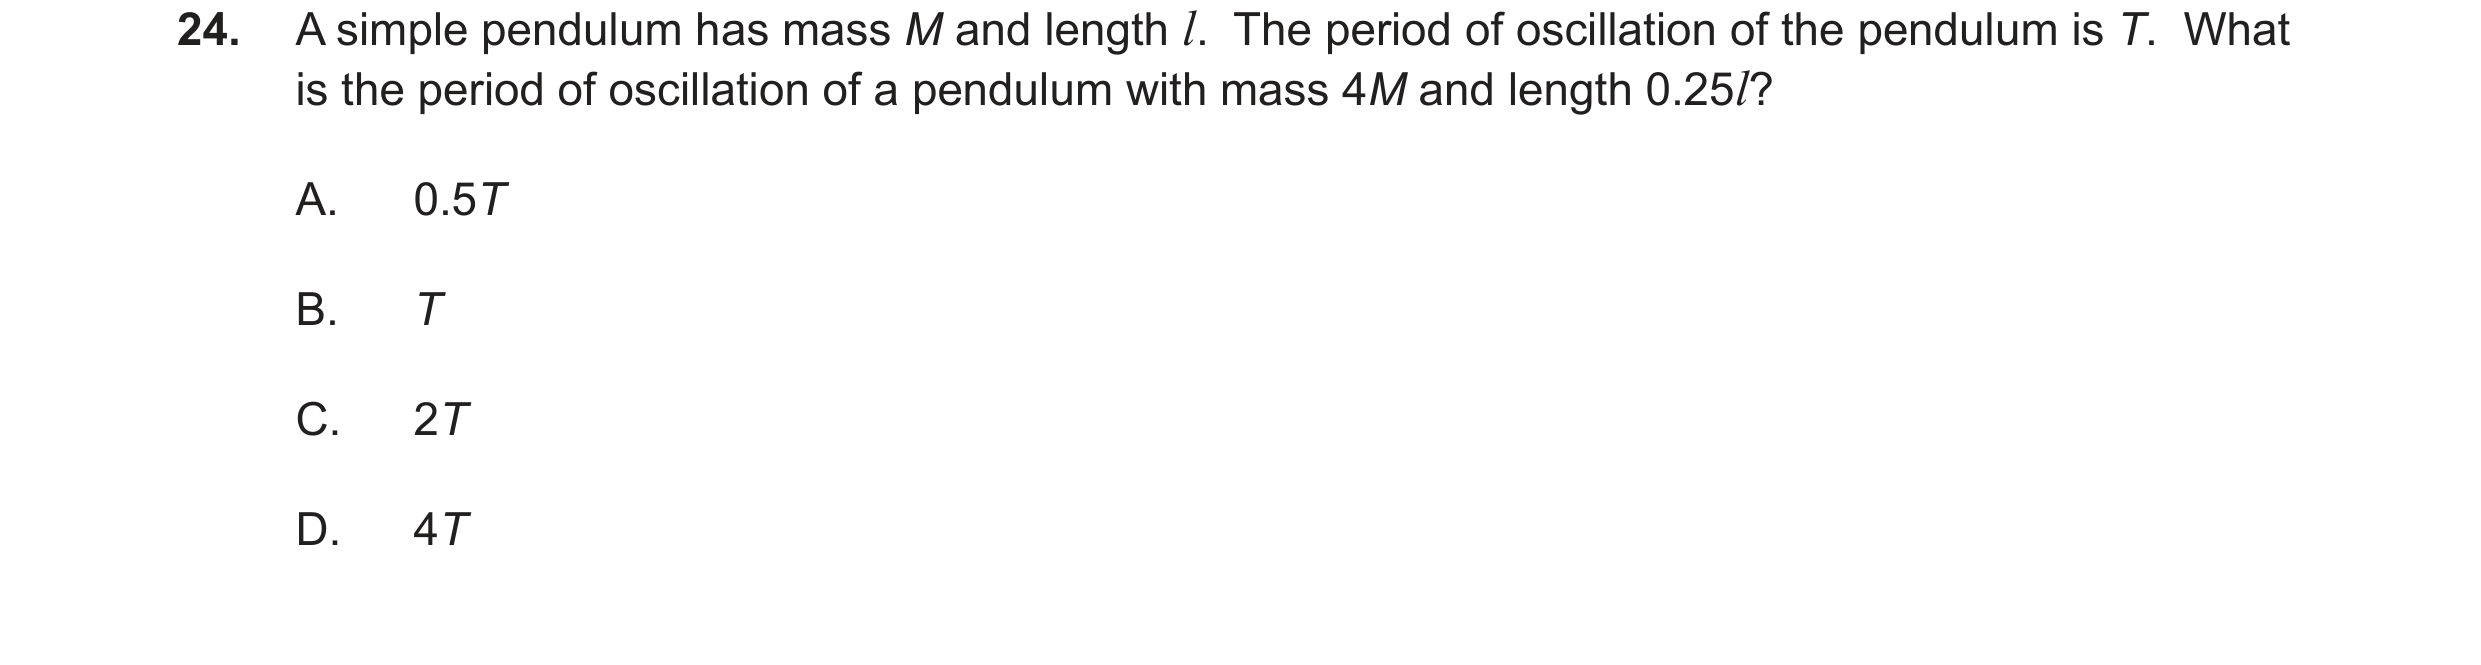 24. A simple pendulum has mass M and length l. The period of oscillation of the pendulum is T. What
is the period of oscillation of a pendulum with mass 4M and length 0.25l?
A. 0.5T
B. T
C. 2T
D. 4T